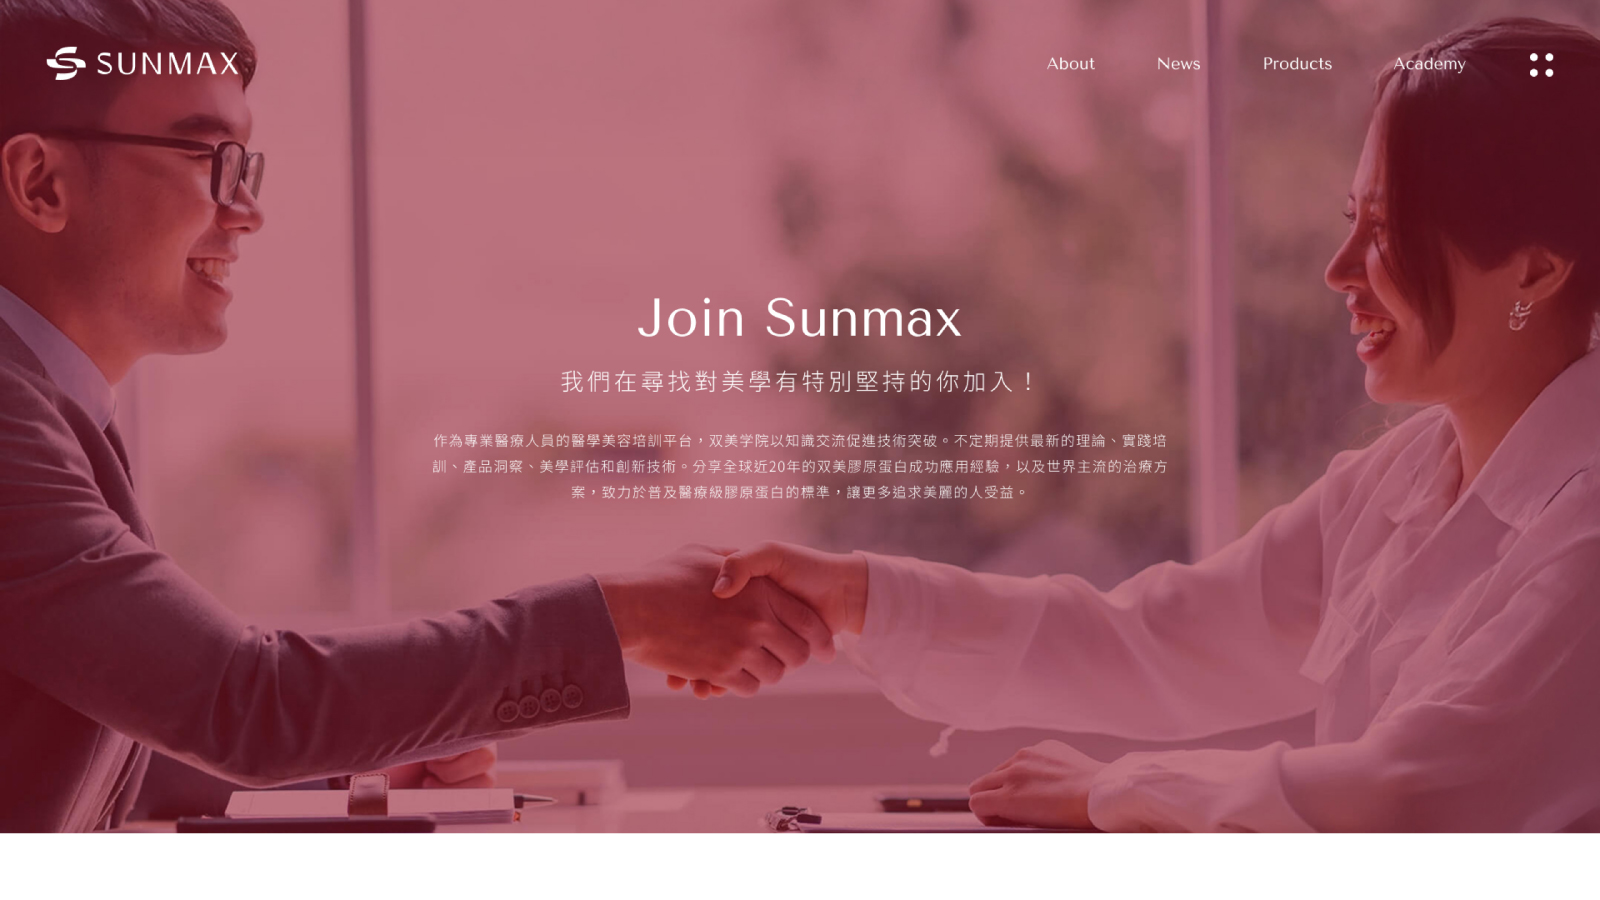 SUNMAX
About
News
Products
Academy
Join Sunmax
我們在尋找對美學有特別堅持的你加入！
作為專業醫療人員的醫學美容培訓平台，双美学院以知識交流促進技術突破。不定期提供最新的理論、實踐培
訓、產品洞察、美學評估和創新技術。分享全球近20年的双美膠原蛋白成功應用經驗，以及世界主流的治療方
案，致力於普及醫療級膠原蛋白的標準，讓更多追求美麗的人受益。